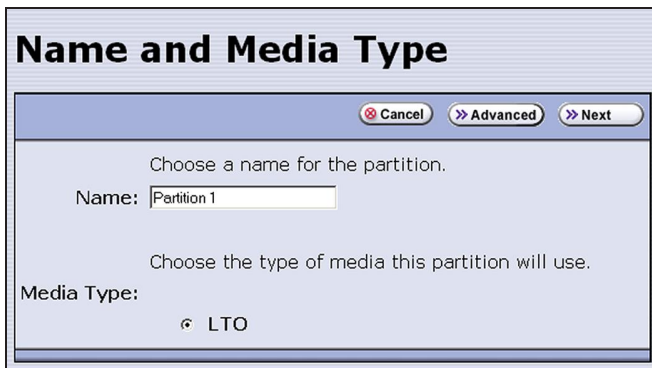 Name and Media Type
Cancel Advanced Next
Choose a name for the partition.
Name: Partition 1
Choose the type of media this partition will use.
Media Type:
LTO